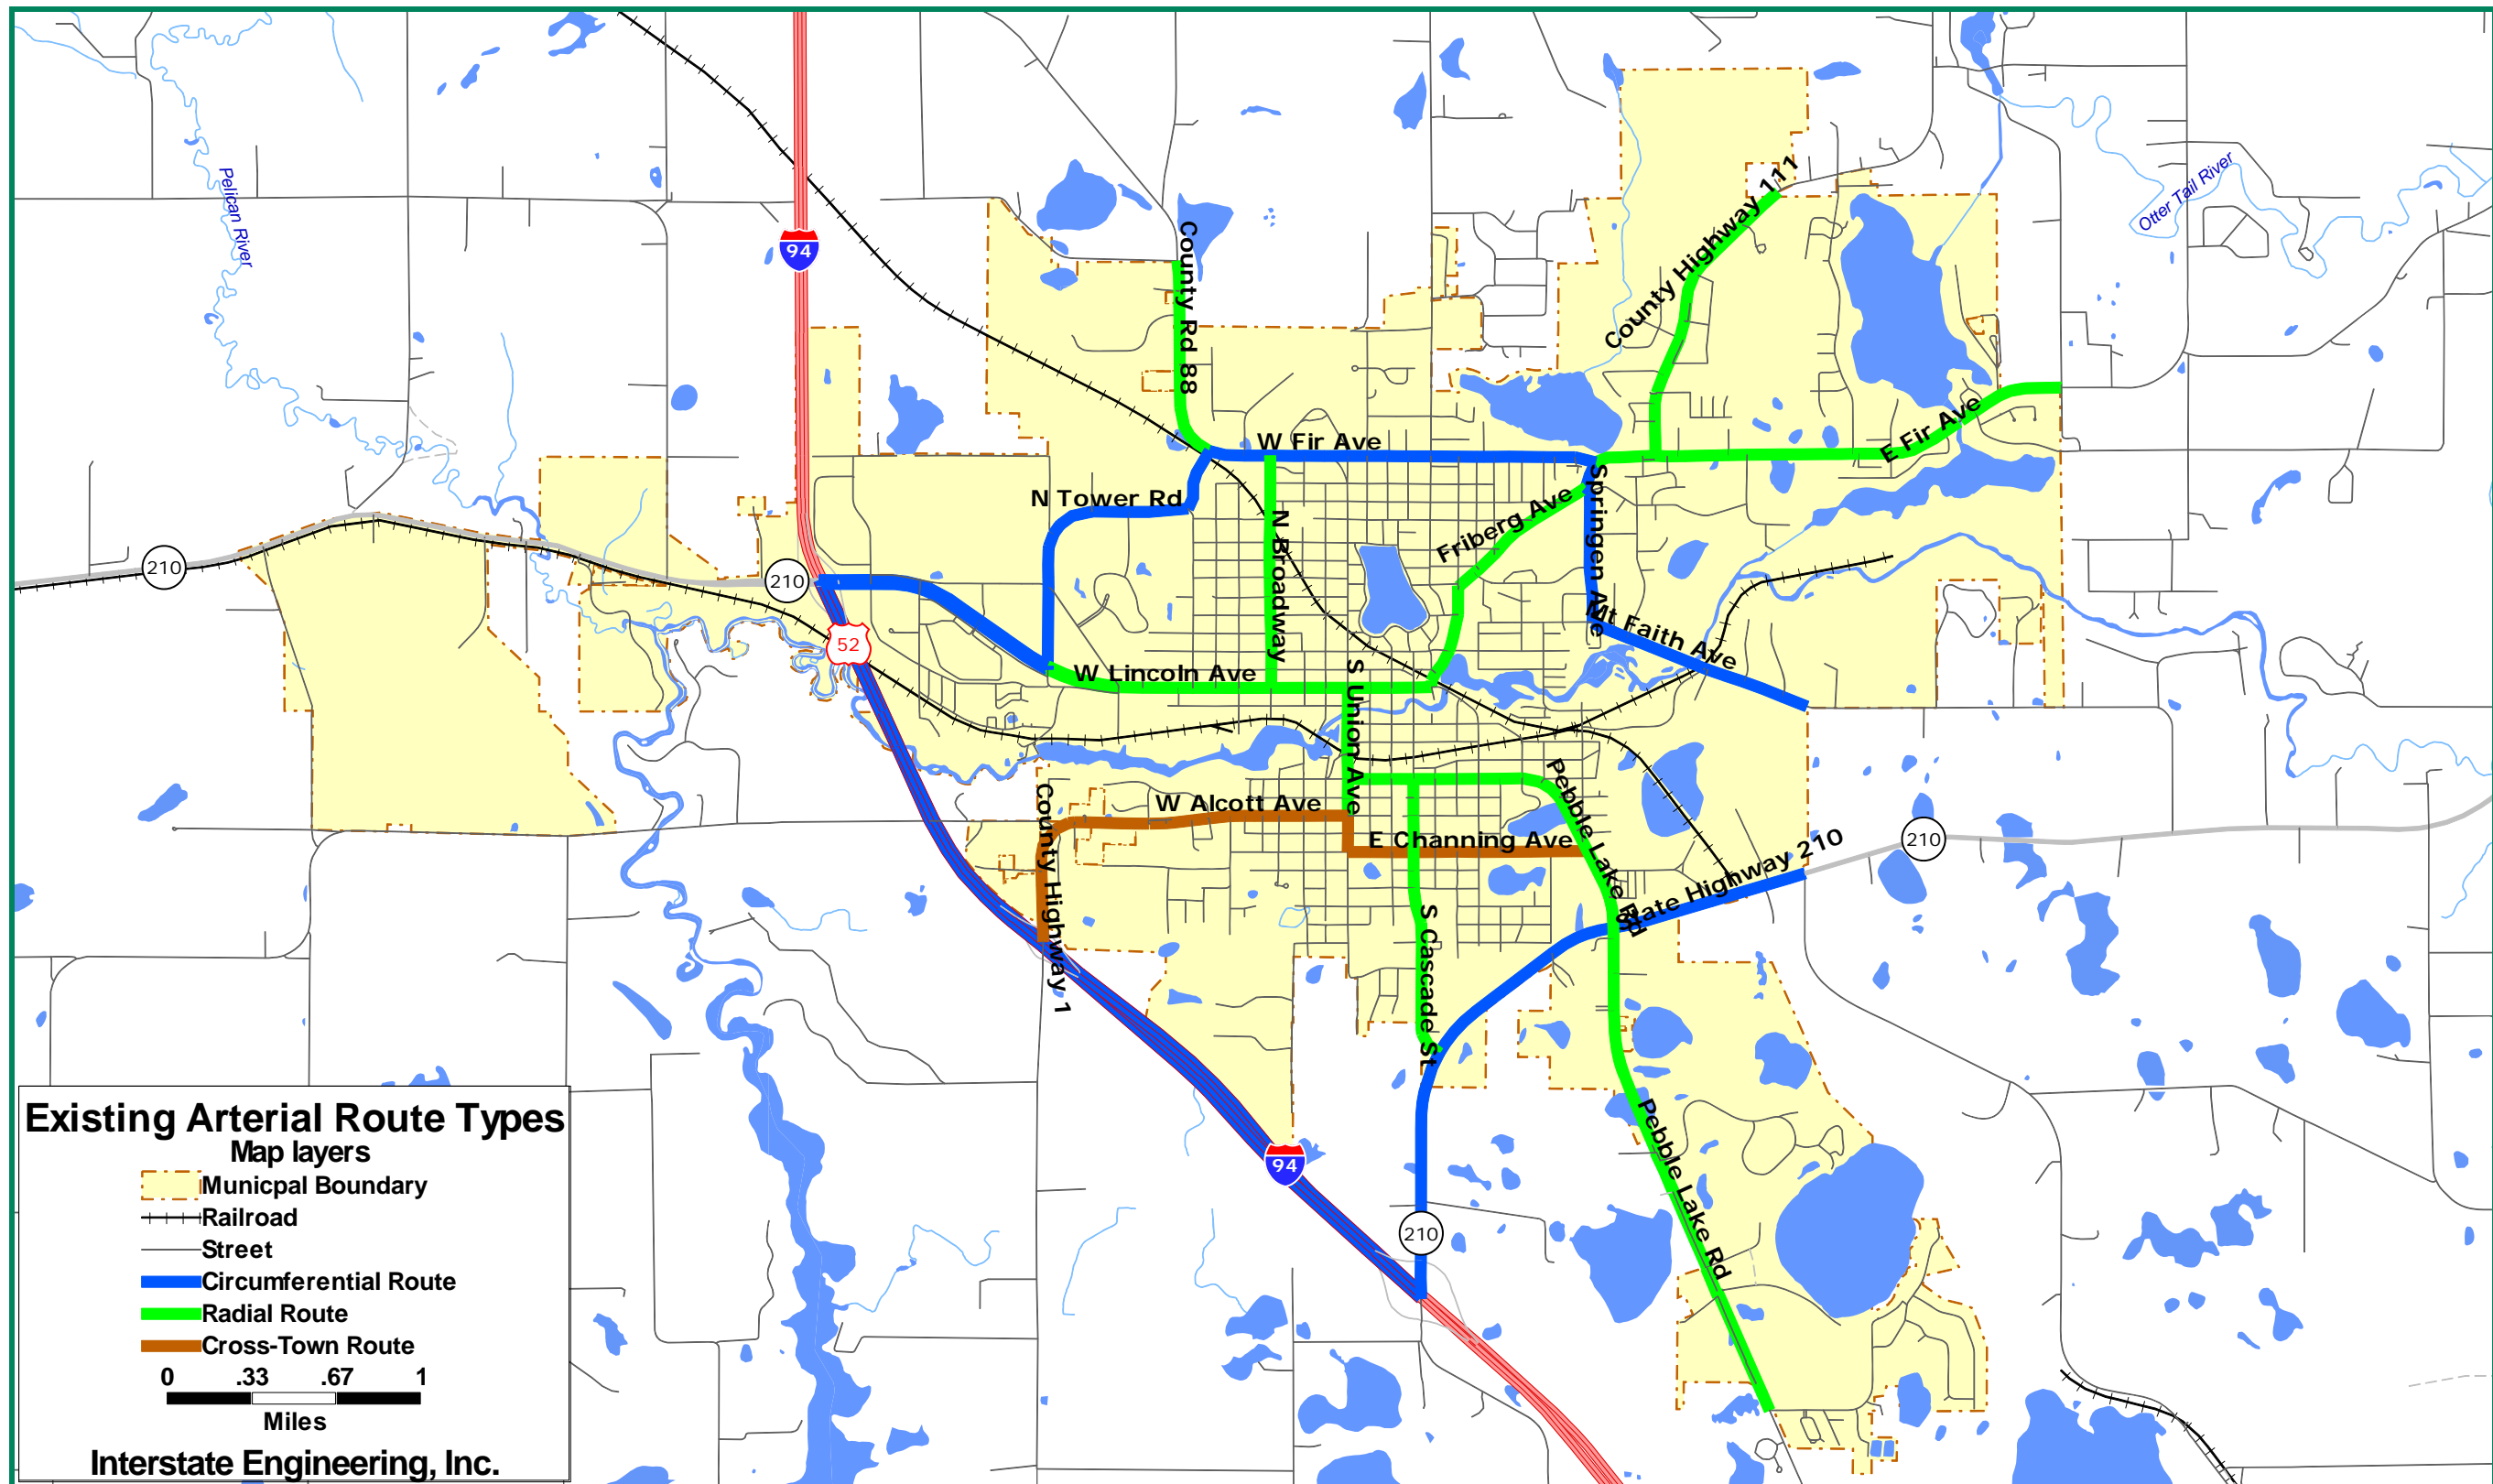 Pelican River
94
County Rd 88
County Highway 111
Otter Tail River
W Fir Ave
E Fir Ave
N Tower Rd
Springen Ave
Friberg Ave
N Broadway
210
210
52
Mt Faith Ave
W Lincoln Ave
S Union Ave
Pebble Lake Rd
County Highway 1
W Alcott Ave
E Channing Ave
State Highway 210
210
S Cascade St
Pebble Lake Rd
94
210
Existing Arterial Route Types
Map layers
Municpal Boundary
Railroad
Street
Circumferential Route
Radial Route
Cross-Town Route
0 .33 .67 1
Miles
Interstate Engineering, Inc.